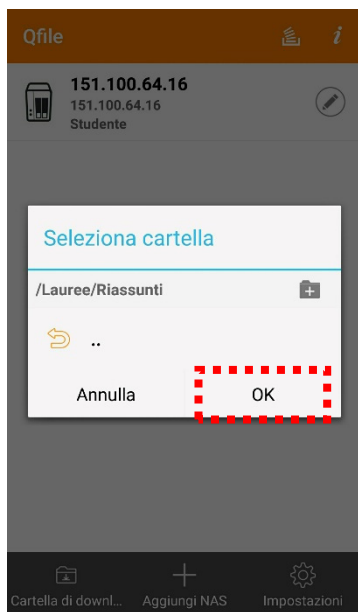 Qfile
151.100.64.16
151.100.64.16
Studente
Seleziona cartella
/Lauree/Riassunti
..
Annulla OK
Cartella di downl... Aggiungi NAS Impostazioni